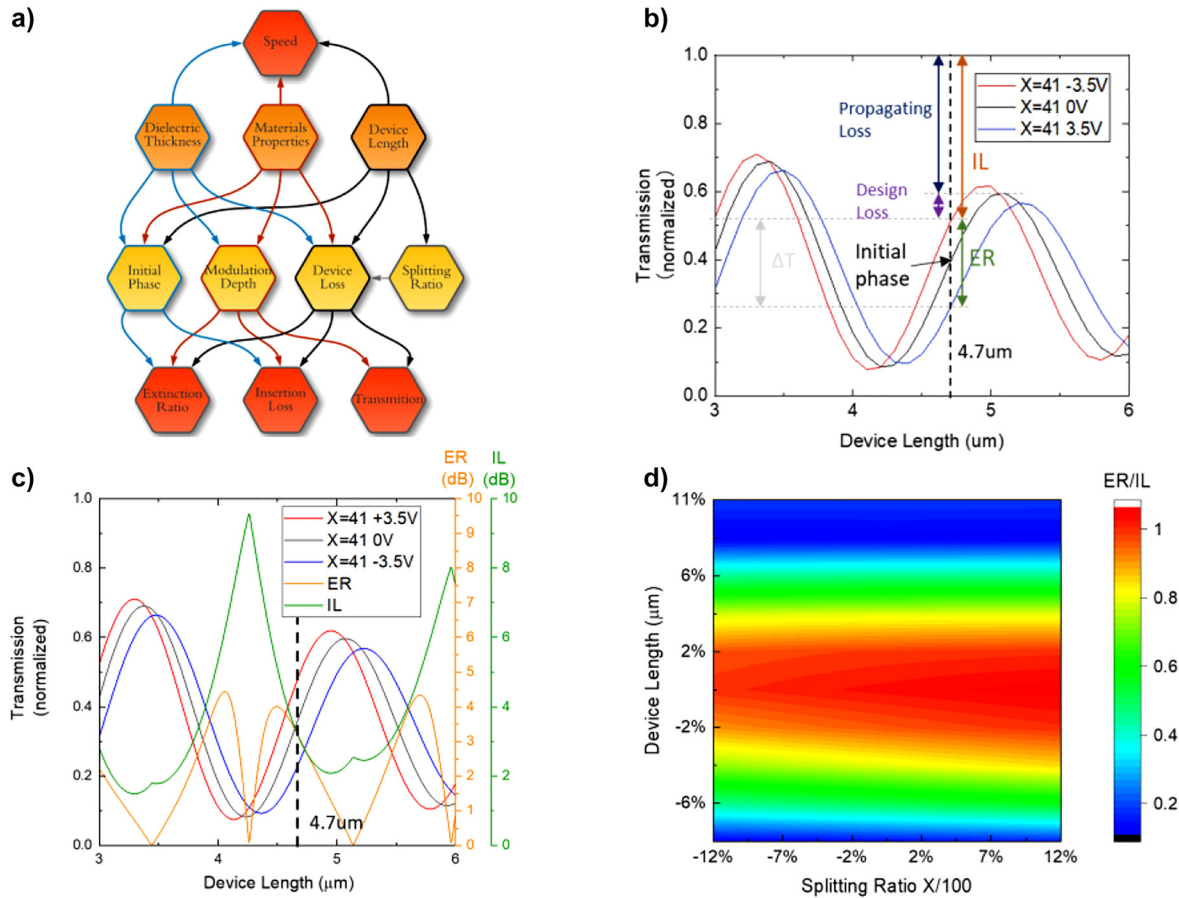 a)
Speed
Dielectric
Thickness
Materials
Properties
Device
Length
Initial
Phase
Modulation
Depth
Device
Loss
Splitting
Ratio
Extinction
Ratio
Insertion
Loss
Transmition
b)
Transmission
(normalized)
1.0
0.8
0.6
0.4
0.2
0.0
3
4
5
6
Device Length (um)
X=41 -3.5V
X=41 0V
X=41 3.5V
Propagating
Loss
IL
Design
Loss
ΔT
Initial
phase
ER
4.7um
c)
Transmission
(normalized)
1.0
0.8
0.6
0.4
0.2
0.0
3
4
5
6
Device Length (μm)
X=41 +3.5V
X=41 0V
X=41 -3.5V
ER
IL
4.7um
ER
(dB)
10
9
8
7
6
5
4
3
2
1
0
IL
(dB)
10
8
6
4
2
0
d)
Device Length (μm)
11%
6%
2%
-2%
-6%
-12%
-7%
-2%
2%
7%
12%
Splitting Ratio X/100
ER/IL
1
0.8
0.6
0.4
0.2